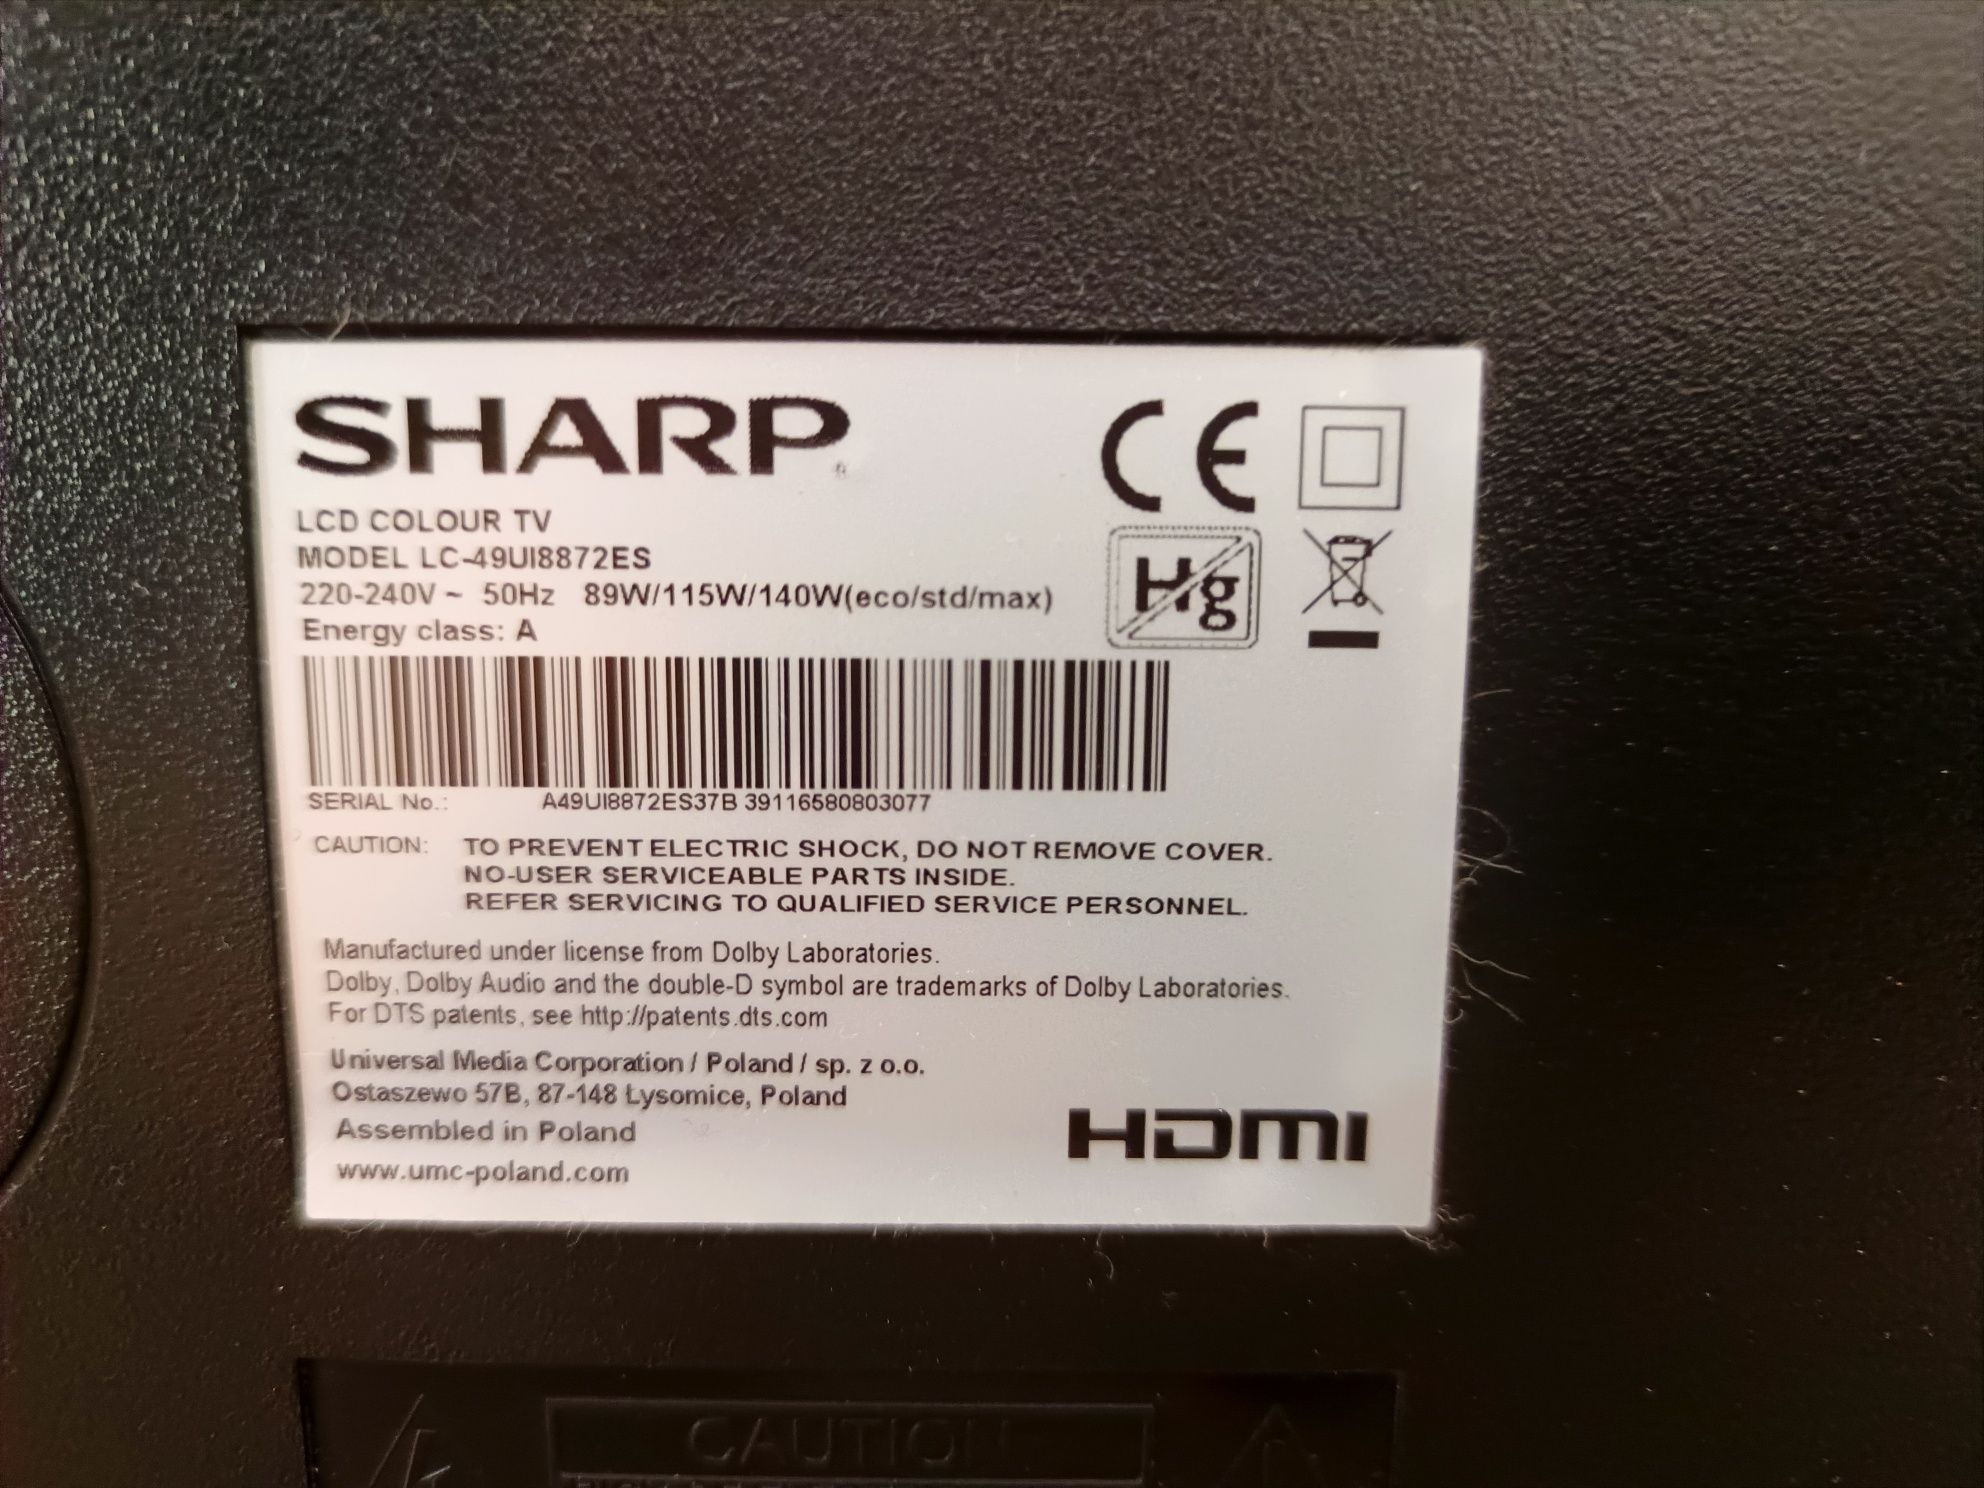 SHARP®
CE
LCD COLOUR TV
MODEL LC-49UI8872ES
220-240V ~ 50Hz 89W/115W/140W(eco/std/max)
Hg
Energy class: A
SERIAL No.: A49UI8872ES37B 39116580803077
CAUTION: TO PREVENT ELECTRIC SHOCK, DO NOT REMOVE COVER.
NO-USER SERVICEABLE PARTS INSIDE.
REFER SERVICING TO QUALIFIED SERVICE PERSONNEL.
Manufactured under license from Dolby Laboratories.
Dolby, Dolby Audio and the double-D symbol are trademarks of Dolby Laboratories.
For DTS patents, see http://patents.dts.com
Universal Media Corporation / Poland / sp. z o.o.
Ostaszewo 57B, 87-148 Łysomice, Poland
Assembled in Poland
www.umc-poland.com
HDMI
CAUTION